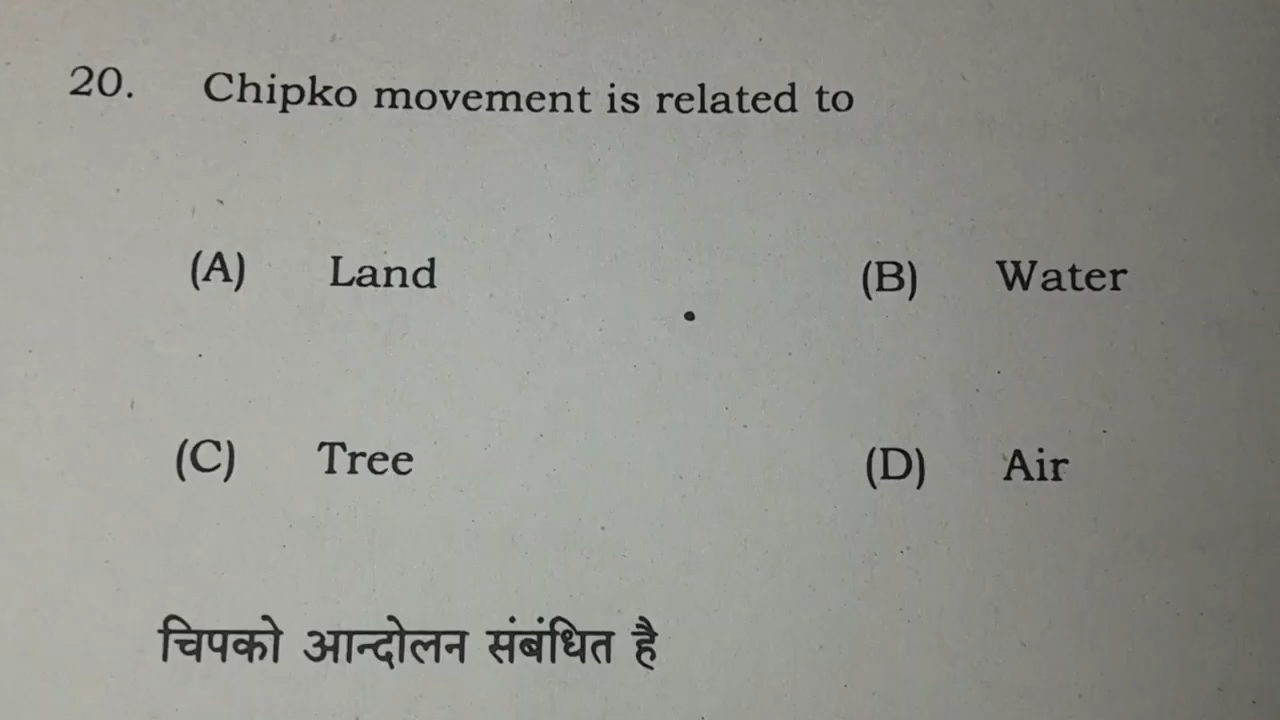 20. Chipko movement is related to
(A) Land (B) Water
(C) Tree (D) Air
चिपको आन्दोलन संबंधित है